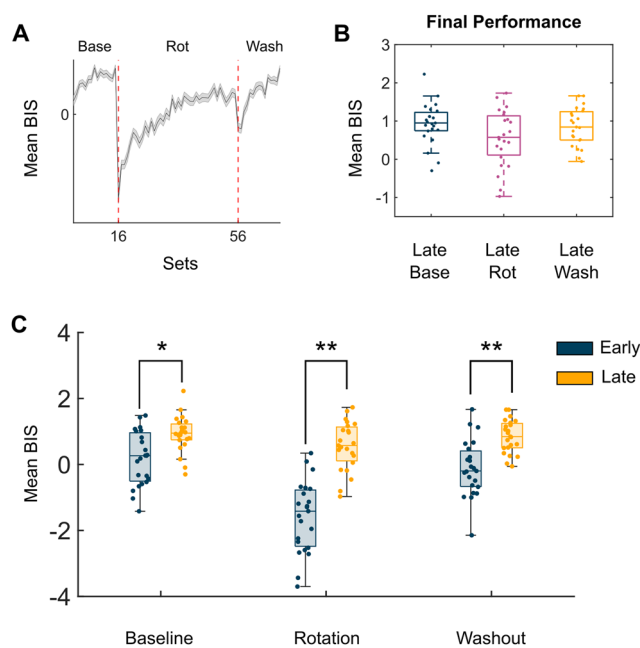 A
Base Rot Wash
0
Mean BIS
16 56
Sets
B
Final Performance
3
2
1
0
-1
Mean BIS
Late Late Late
Base Rot Wash
C
4
2
0
-2
-4
Mean BIS
* ** **
Early
Late
Baseline Rotation Washout